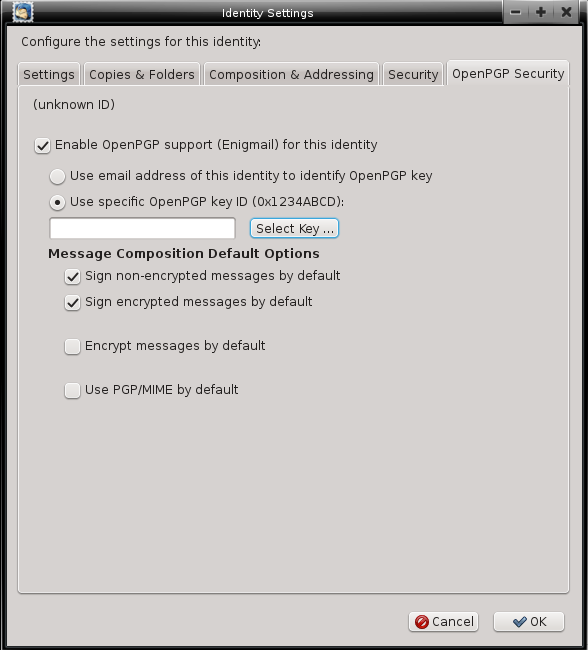 Identity Settings
Configure the settings for this identity:
Settings Copies & Folders Composition & Addressing Security OpenPGP Security
(unknown ID)
Enable OpenPGP support (Enigmail) for this identity
Use email address of this identity to identify OpenPGP key
Use specific OpenPGP key ID (0x1234ABCD):
Select Key ...
Message Composition Default Options
Sign non-encrypted messages by default
Sign encrypted messages by default
Encrypt messages by default
Use PGP/MIME by default
Cancel OK